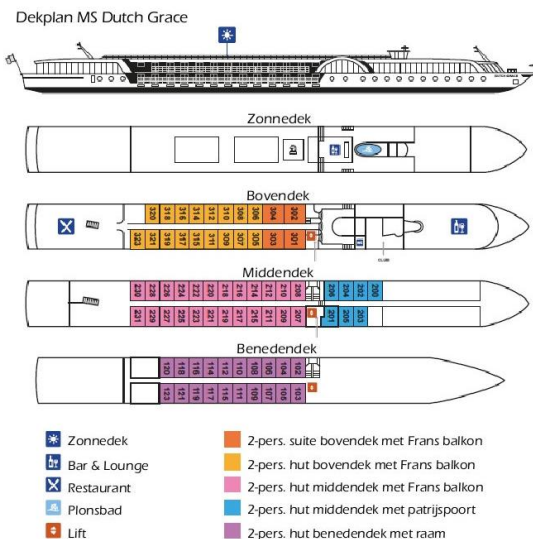 Dekplan MS Dutch Grace
Zonnedek
Bovendek
320 318 316 314 312 310 308 306 304 302
323 321 319 317 315 311 309 307 305 303 301
CLUB
Middendek
230 228 226 224 222 220 218 216 214 212 210 208 206 204 202 200
231 229 227 225 223 221 219 217 215 211 209 207 201 205 203
Benedendek
120 118 116 114 112 110 108 106 104 102
123 121 119 117 115 111 109 107 105 103
Zonnedek
Bar & Lounge
Restaurant
Plonsbad
Lift
2-pers. suite bovendek met Frans balkon
2-pers. hut bovendek met Frans balkon
2-pers. hut middendek met Frans balkon
2-pers. hut middendek met patrijspoort
2-pers. hut benedendek met raam